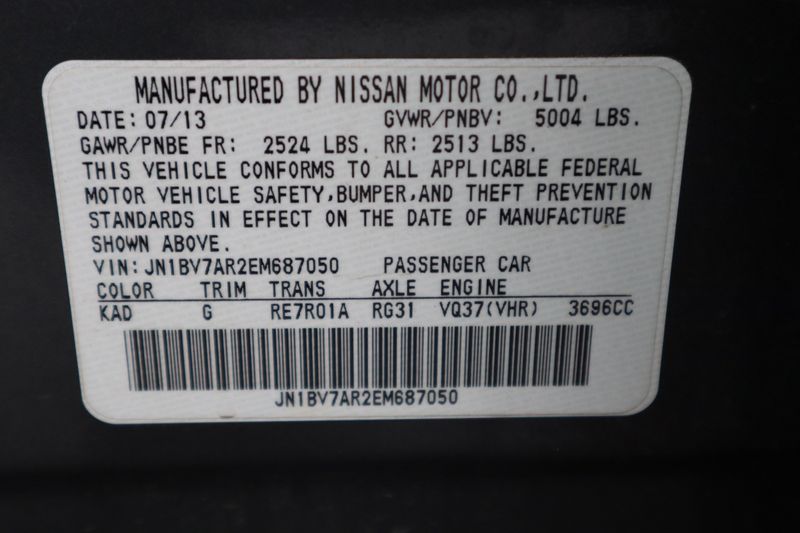 MANUFACTURED BY NISSAN MOTOR CO.,LTD.
DATE: 07/13 GVWR/PNBV: 5004 LBS.
GAWR/PNBE FR: 2524 LBS. RR: 2513 LBS.
THIS VEHICLE CONFORMS TO ALL APPLICABLE FEDERAL
MOTOR VEHICLE SAFETY,BUMPER,AND THEFT PREVENTION
STANDARDS IN EFFECT ON THE DATE OF MANUFACTURE
SHOWN ABOVE.
VIN: JN1BV7AR2EM687050 PASSENGER CAR
COLOR TRIM TRANS AXLE ENGINE
KAD G RE7R01A RG31 VQ37(VHR) 3696CC
JN1BV7AR2EM687050